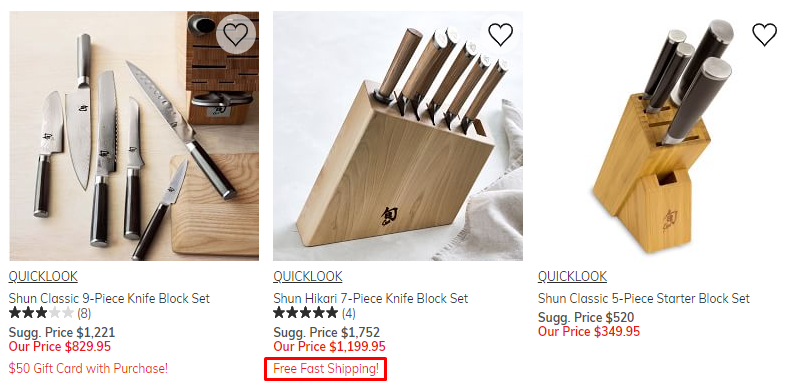 QUICKLOOK
Shun Classic 9-Piece Knife Block Set
(8)
Sugg. Price $1,221
Our Price $829.95
$50 Gift Card with Purchase!
旬
QUICKLOOK
Shun Hikari 7-Piece Knife Block Set
(4)
Sugg. Price $1,752
Our Price $1,199.95
Free Fast Shipping!
旬
QUICKLOOK
Shun Classic 5-Piece Starter Block Set
Sugg. Price $520
Our Price $349.95